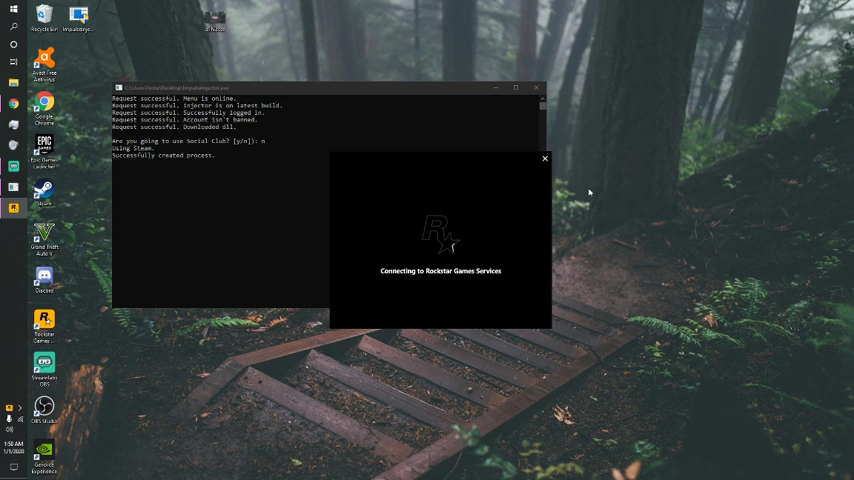 Recycle Bin
ImpulseInje...
Avast Free
Antivirus
Google
Chrome
Epic Games
Launcher
Steam
Grand Theft
Auto V
Discord
Rockstar
Games ...
Streamlabs
OBS
OBS Studio
GeForce
Experience
1:58 AM
1/1/2020
Request successful. Menu is online.
Request successful. Injector is on latest build.
Request successful. Successfully logged in.
Request successful. Account isn't banned.
Request successful. Downloaded dll.
Are you going to use Social Club? [y/n]: n
Using Steam.
Successfully created process.
Connecting to Rockstar Games Services